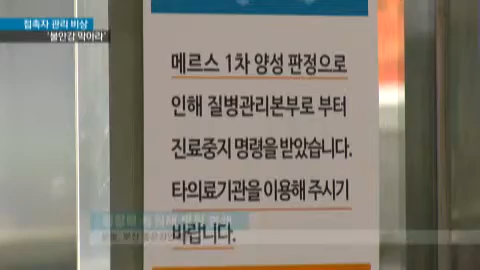 접촉자 관리 비상
'불안감 막아라'
메르스 1차 양성 판정으로
인해 질병관리본부로 부터
진료중지 명령을 받았습니다.
타의료기관을 이용해 주시기
바랍니다.